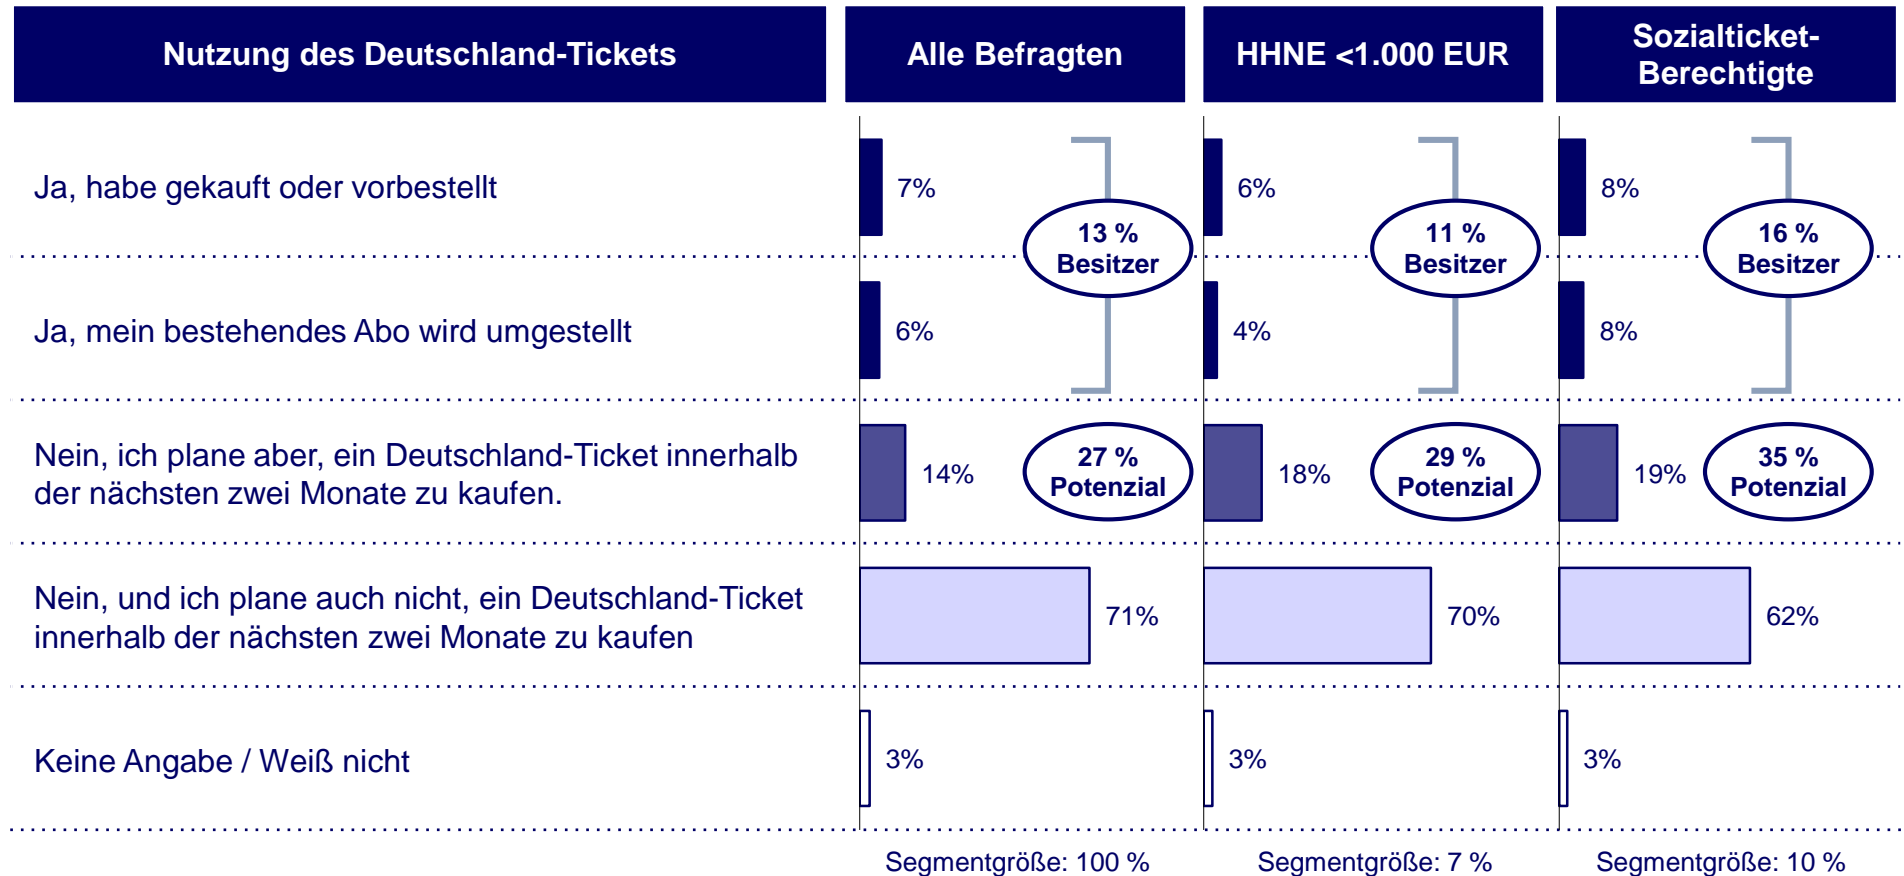 Nutzung des Deutschland-Tickets
Alle Befragten
HHNE <1.000 EUR
Sozialticket-
Berechtigte
Ja, habe gekauft oder vorbestellt
7%
6%
8%
13 %
Besitzer
11 %
Besitzer
16 %
Besitzer
Ja, mein bestehendes Abo wird umgestellt
6%
4%
8%
Nein, ich plane aber, ein Deutschland-Ticket innerhalb
der nächsten zwei Monate zu kaufen.
14%
27 %
Potenzial
18%
29 %
Potenzial
19%
35 %
Potenzial
Nein, und ich plane auch nicht, ein Deutschland-Ticket
innerhalb der nächsten zwei Monate zu kaufen
71%
70%
62%
Keine Angabe / Weiß nicht
3%
3%
3%
Segmentgröße: 100 %
Segmentgröße: 7 %
Segmentgröße: 10 %